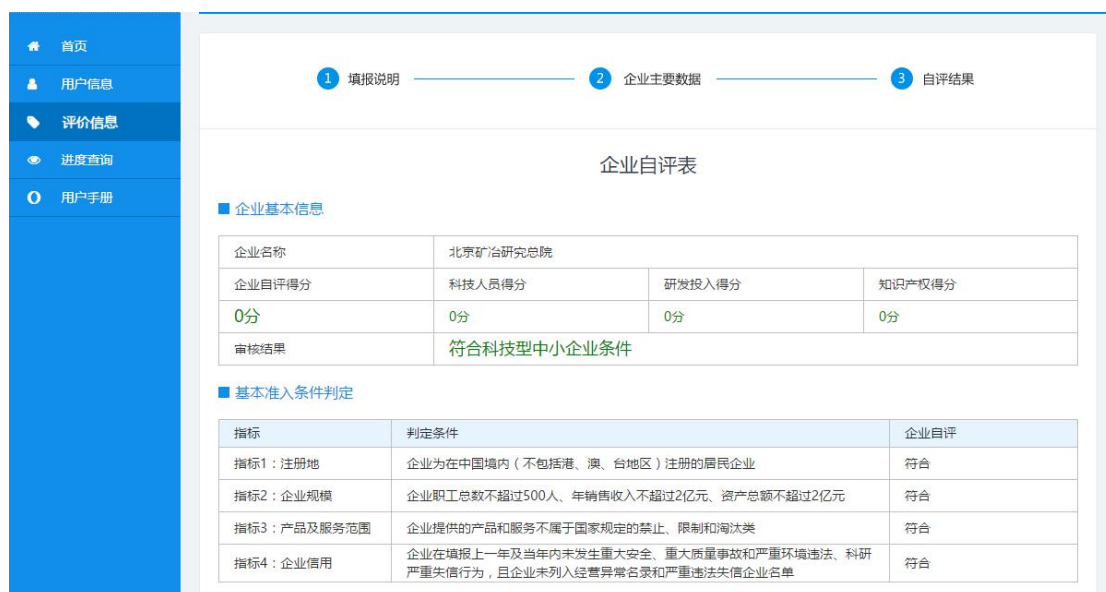 首页
用户信息
评价信息
进度查询
用户手册
1 填报说明 2 企业主要数据 3 自评结果
企业自评表
企业基本信息
企业名称 北京矿冶研究总院
企业自评得分 科技人员得分 研发投入得分 知识产权得分
0分 0分 0分 0分
审核结果 符合科技型中小企业条件
基本准入条件判定
指标 判定条件 企业自评
指标1：注册地 企业为在中国境内（不包括港、澳、台地区）注册的居民企业 符合
指标2：企业规模 企业职工总数不超过500人、年销售收入不超过2亿元、资产总额不超过2亿元 符合
指标3：产品及服务范围 企业提供的产品和服务不属于国家规定的禁止、限制和淘汰类 符合
指标4：企业信用 企业在填报上一年及当年内未发生重大安全、重大质量事故和严重环境违法、科研 符合
严重失信行为，且企业未列入经营异常名录和严重违法失信企业名单